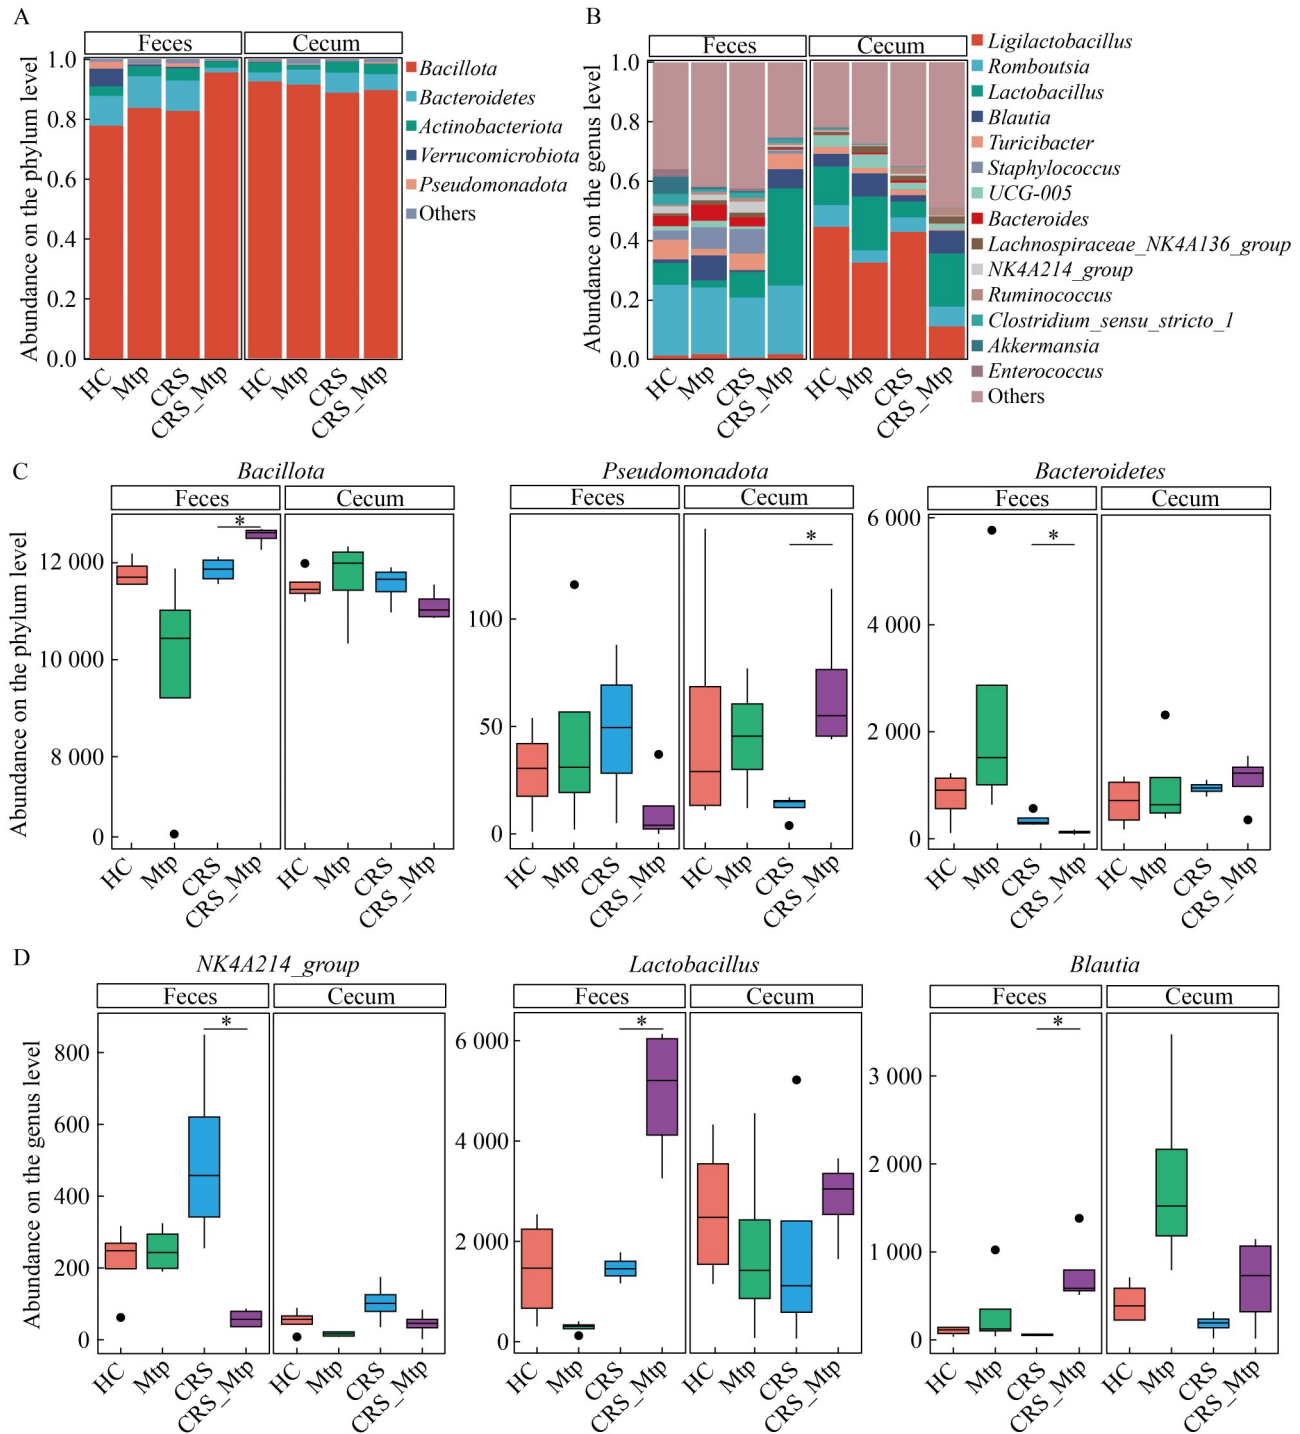 A
Feces
Cecum
Abundance on the phylum level
1.0
0.8
0.6
0.4
0.2
0.0
HC
Mtp
CRS
CRS_Mtp
HC
Mtp
CRS
CRS_Mtp
Bacillota
Bacteroidetes
Actinobacteriota
Verrucomicrobiota
Pseudomonadota
Others
B
Feces
Cecum
Abundance on the genus level
1.0
0.8
0.6
0.4
0.2
0.0
HC
Mtp
CRS
CRS_Mtp
HC
Mtp
CRS
CRS_Mtp
Ligilactobacillus
Romboutsia
Lactobacillus
Blautia
Turicibacter
Staphylococcus
UCG-005
Bacteroides
Lachnospiraceae_NK4A136_group
NK4A214_group
Ruminococcus
Clostridium_sensu_stricto_1
Akkermansia
Enterococcus
Others
C
Bacillota
Feces
Cecum
Abundance on the phylum level
12 000
10 000
8 000
0
*
HC
Mtp
CRS
CRS_Mtp
HC
Mtp
CRS
CRS_Mtp
Pseudomonadota
Feces
Cecum
100
50
0
*
HC
Mtp
CRS
CRS_Mtp
HC
Mtp
CRS
CRS_Mtp
Bacteroidetes
Feces
Cecum
6 000
4 000
2 000
0
*
HC
Mtp
CRS
CRS_Mtp
HC
Mtp
CRS
CRS_Mtp
D
NK4A214_group
Feces
Cecum
Abundance on the genus level
800
600
400
200
0
*
HC
Mtp
CRS
CRS_Mtp
HC
Mtp
CRS
CRS_Mtp
Lactobacillus
Feces
Cecum
6 000
4 000
2 000
0
*
HC
Mtp
CRS
CRS_Mtp
HC
Mtp
CRS
CRS_Mtp
Blautia
Feces
Cecum
3 000
2 000
1 000
0
*
HC
Mtp
CRS
CRS_Mtp
HC
Mtp
CRS
CRS_Mtp